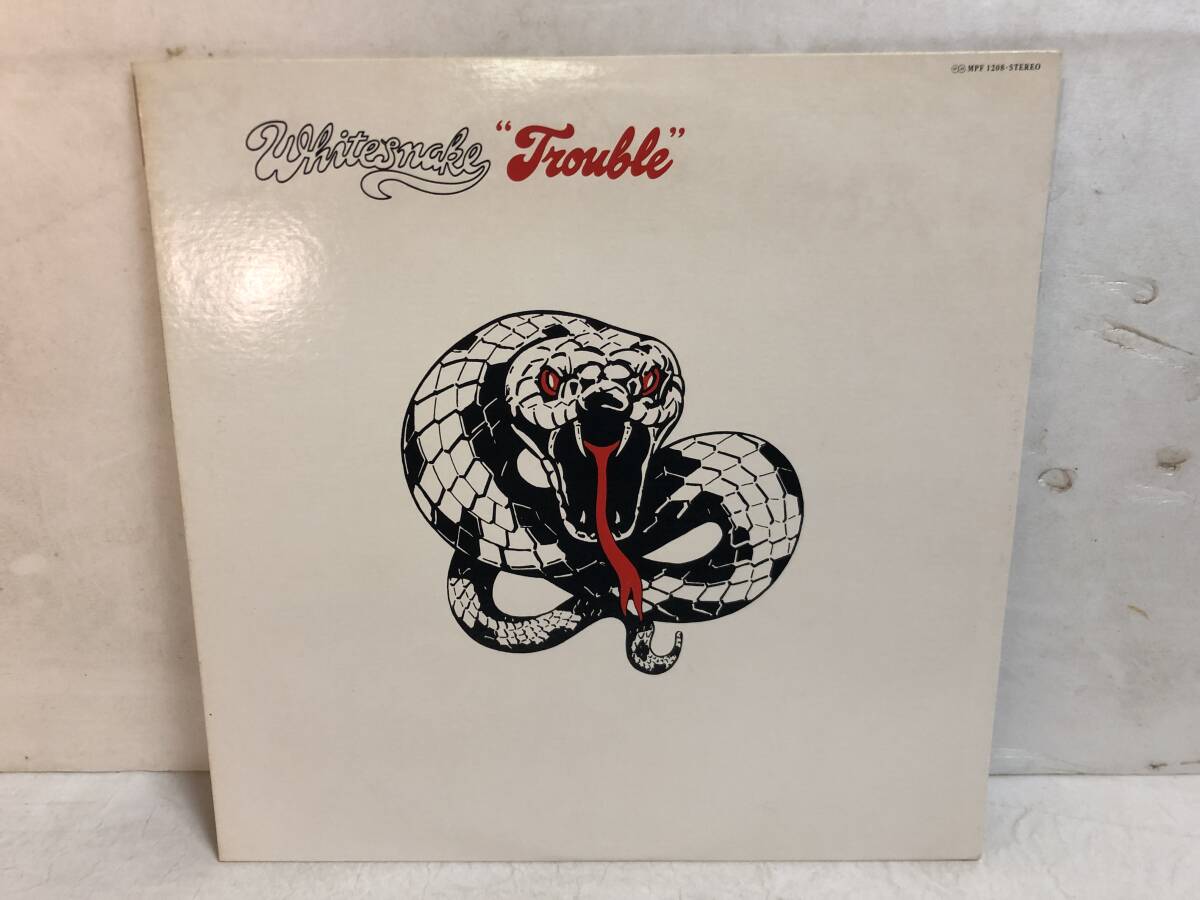 MPF 1208·STEREO
Whitesnake "Trouble"